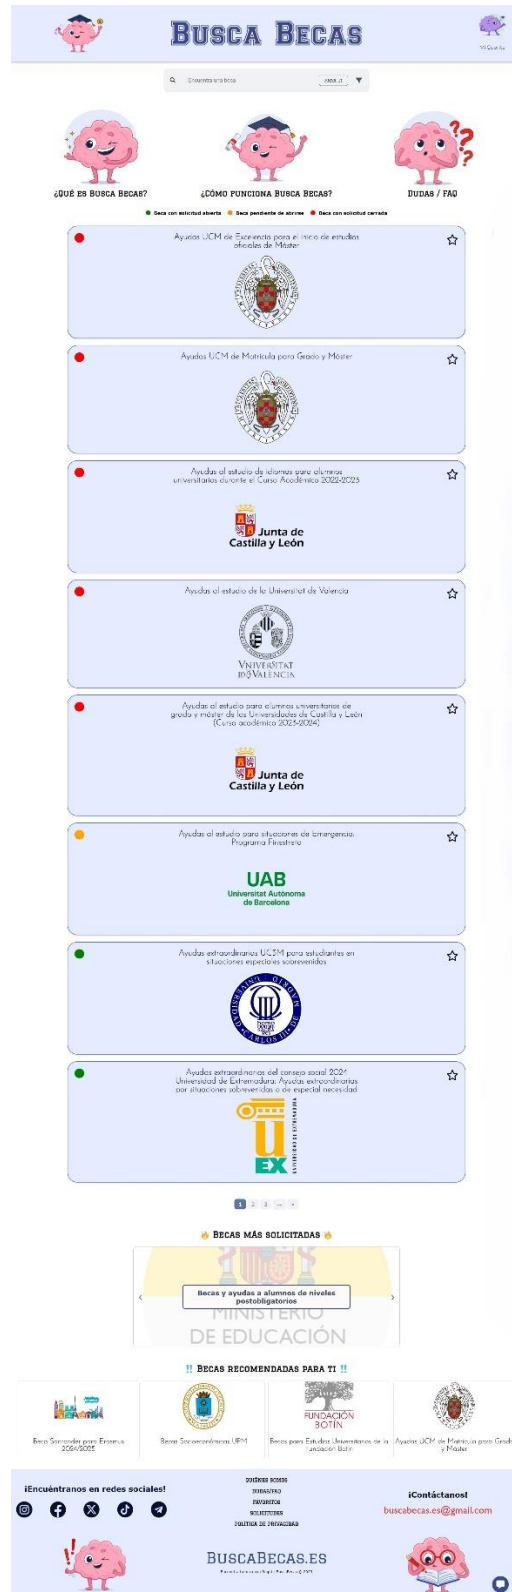 BUSCA BECAS
Mi Cuenta
Encuentra una beca
BUSCAR
¿QUÉ ES BUSCA BECAS?
¿CÓMO FUNCIONA BUSCA BECAS?
DUDAS / FAQ
Beca con solicitud abierta
Beca pendiente de abrirse
Beca con solicitud cerrada
Ayudas UCM de Excelencia para el inicio de estudios
oficiales de Máster
Ayudas UCM de Matrícula para Grado y Máster
Ayudas al estudio de idiomas para alumnos
universitarios durante el Curso Académico 2022-2023
Junta de
Castilla y León
Ayudas al estudio de la Universitat de València
VNIVERSITAT
ID VALÈNCIA
Ayudas al estudio para alumnos universitarios de
grado y máster de las Universidades de Castilla y León
(Curso académico 2023-2024)
Junta de
Castilla y León
Ayudas al estudio para situaciones de Emergencia.
Programa Finestreta
UAB
Universitat Autònoma
de Barcelona
Ayudas extraordinarias UC3M para estudiantes en
situaciones especiales sobrevenidas
UNIVERSIDAD · CARLOS III · DE MADRID
Ayudas extraordinarias del consejo social 2024
Universidad de Extremadura: Ayudas extraordinarias
por situaciones sobrevenidas o de especial necesidad
UEX
UNIVERSIDAD DE EXTREMADURA
1 2 3 ... »
BECAS MÁS SOLICITADAS
Becas y ayudas a alumnos de niveles
postobligatorios
MINISTERIO
DE EDUCACIÓN
BECAS RECOMENDADAS PARA TI
Beca Santander para Erasmus
2024/2025
Becas Socioeconómicas UPM
FUNDACIÓN
BOTÍN
Becas para Estudios Universitarios de la
Fundación Botín
Ayudas UCM de Matrícula para Grado
y Máster
¡Encuéntranos en redes sociales!
QUIÉNES SOMOS
DUDAS/FAQ
FAVORITOS
SOLICITUDES
POLÍTICA DE PRIVACIDAD
¡Contáctanos!
buscabecas.es@gmail.com
BUSCABECAS.ES